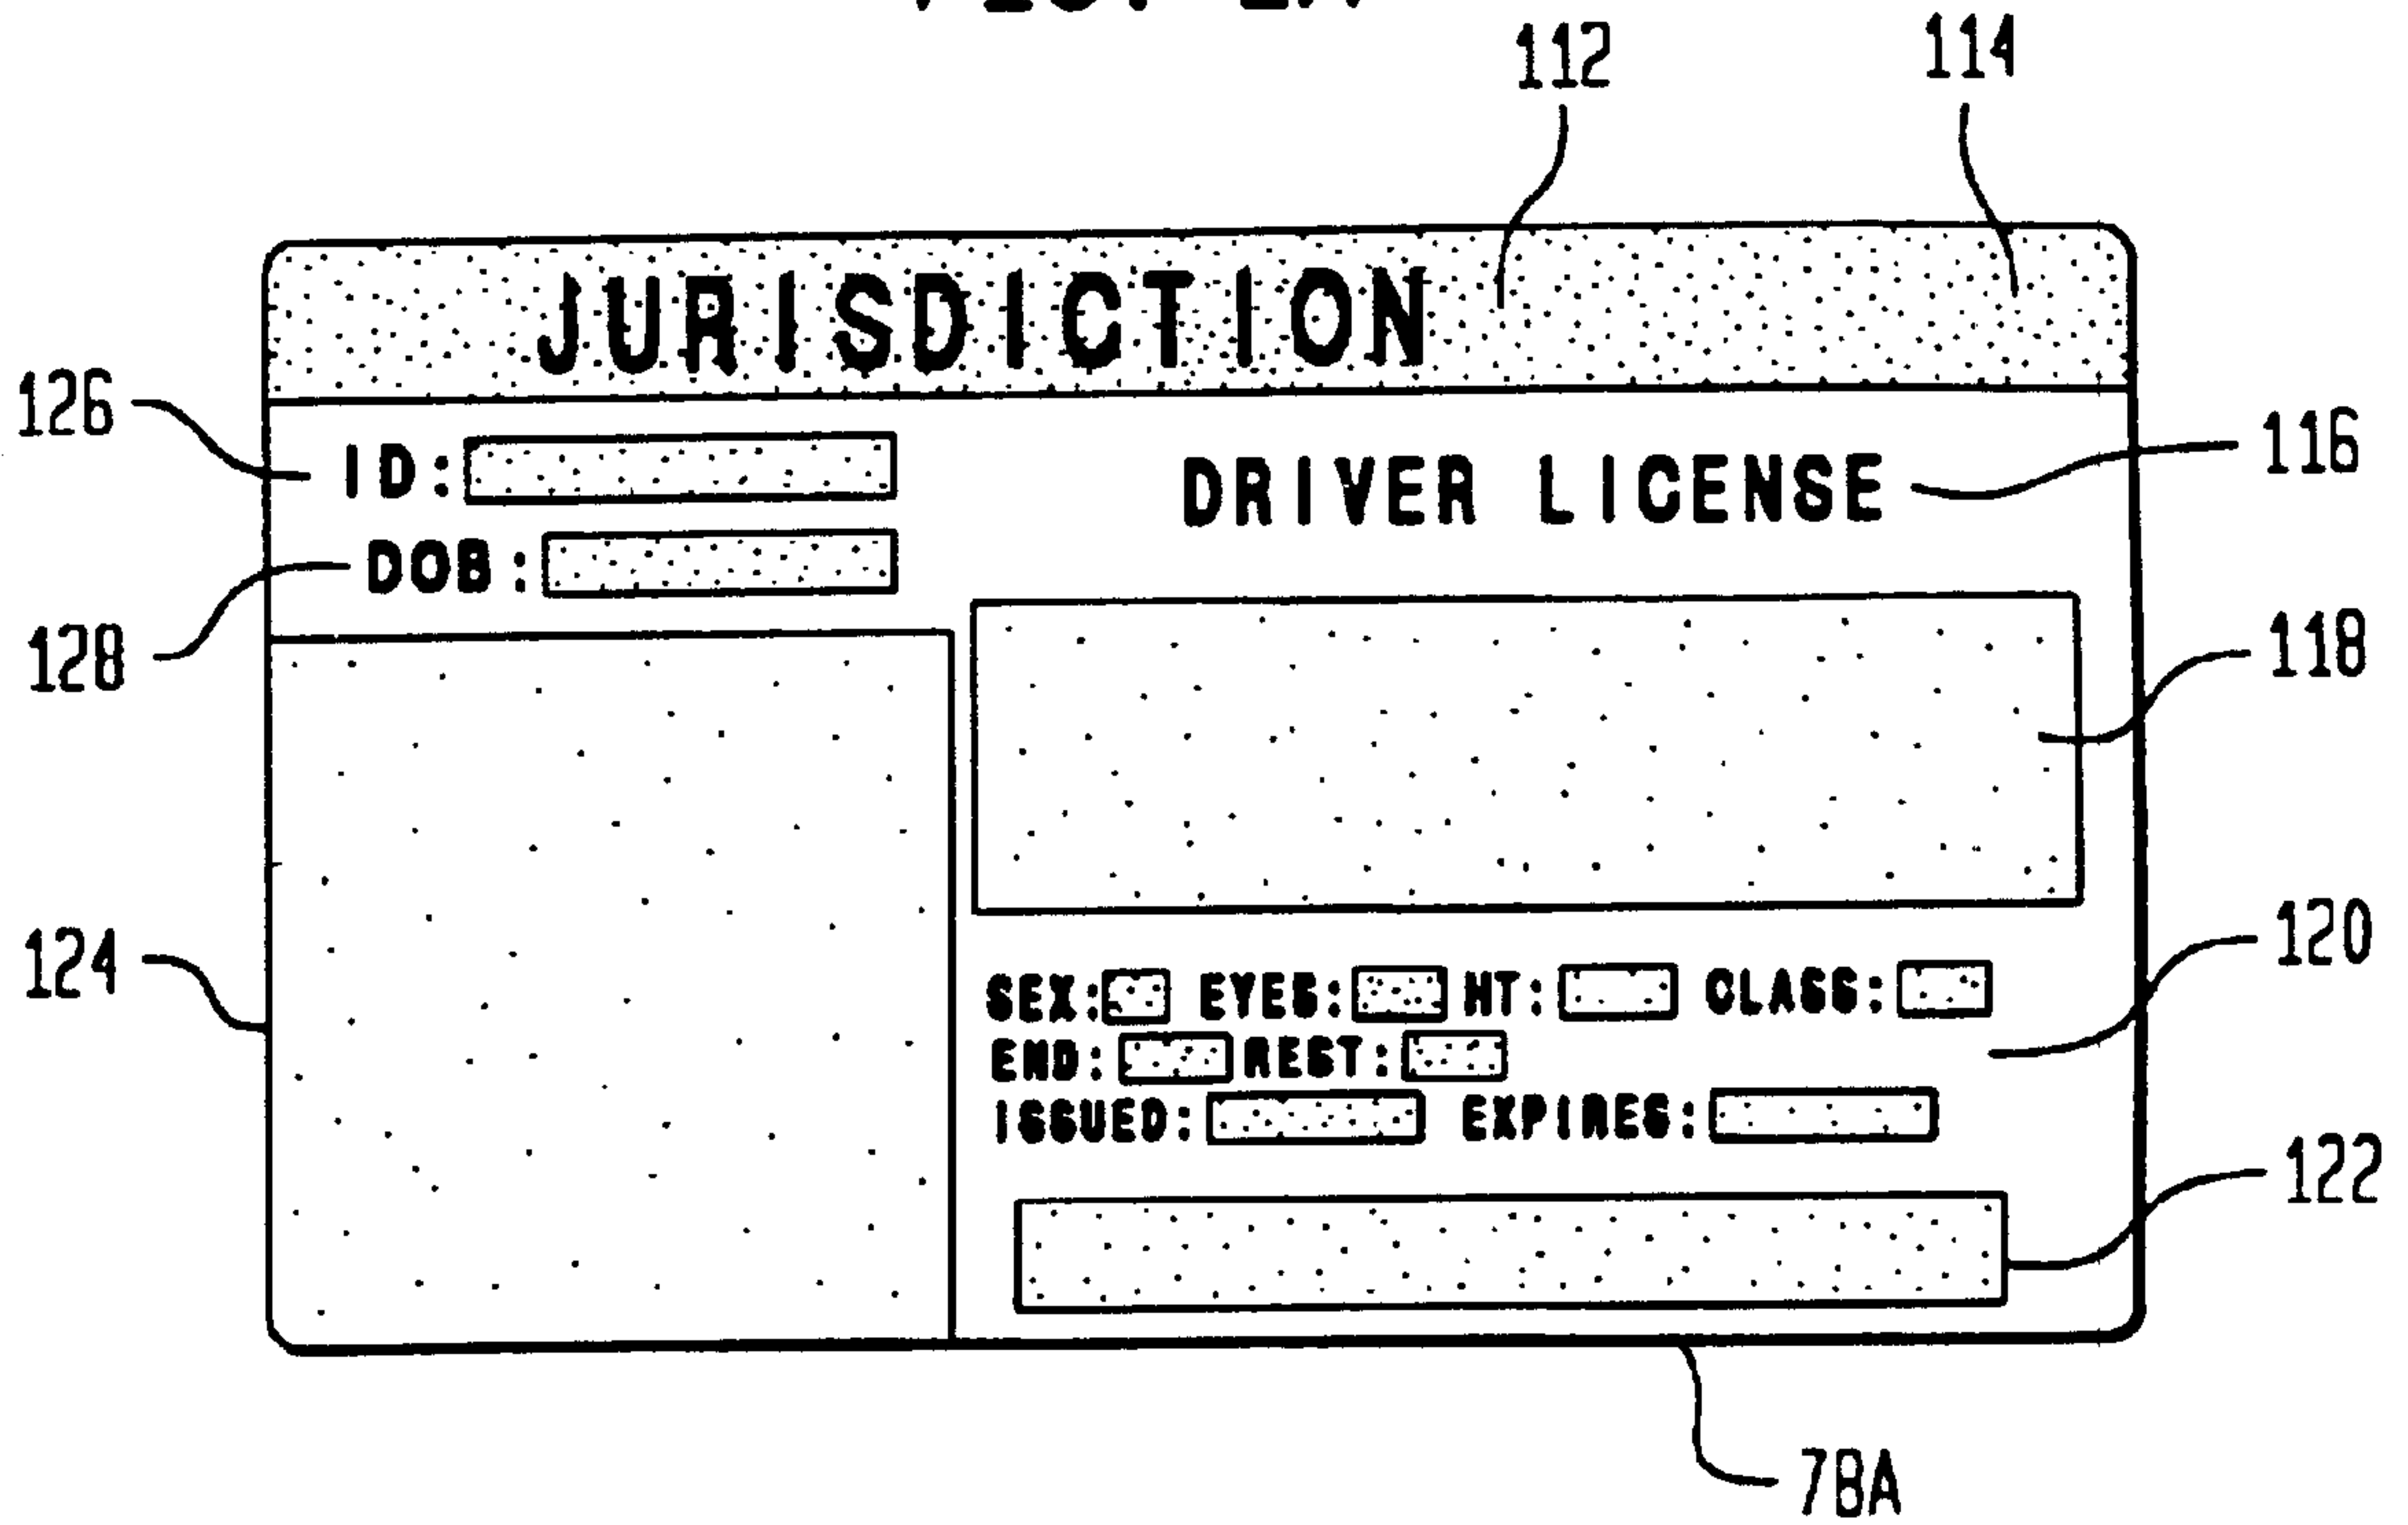 112 114
JURISDICTION
126
ID:
DRIVER LICENSE
116
DOB:
128
118
124
120
SEX: EYES: HT: CLASS:
END: REST:
ISSUED: EXPIRES:
122
78A